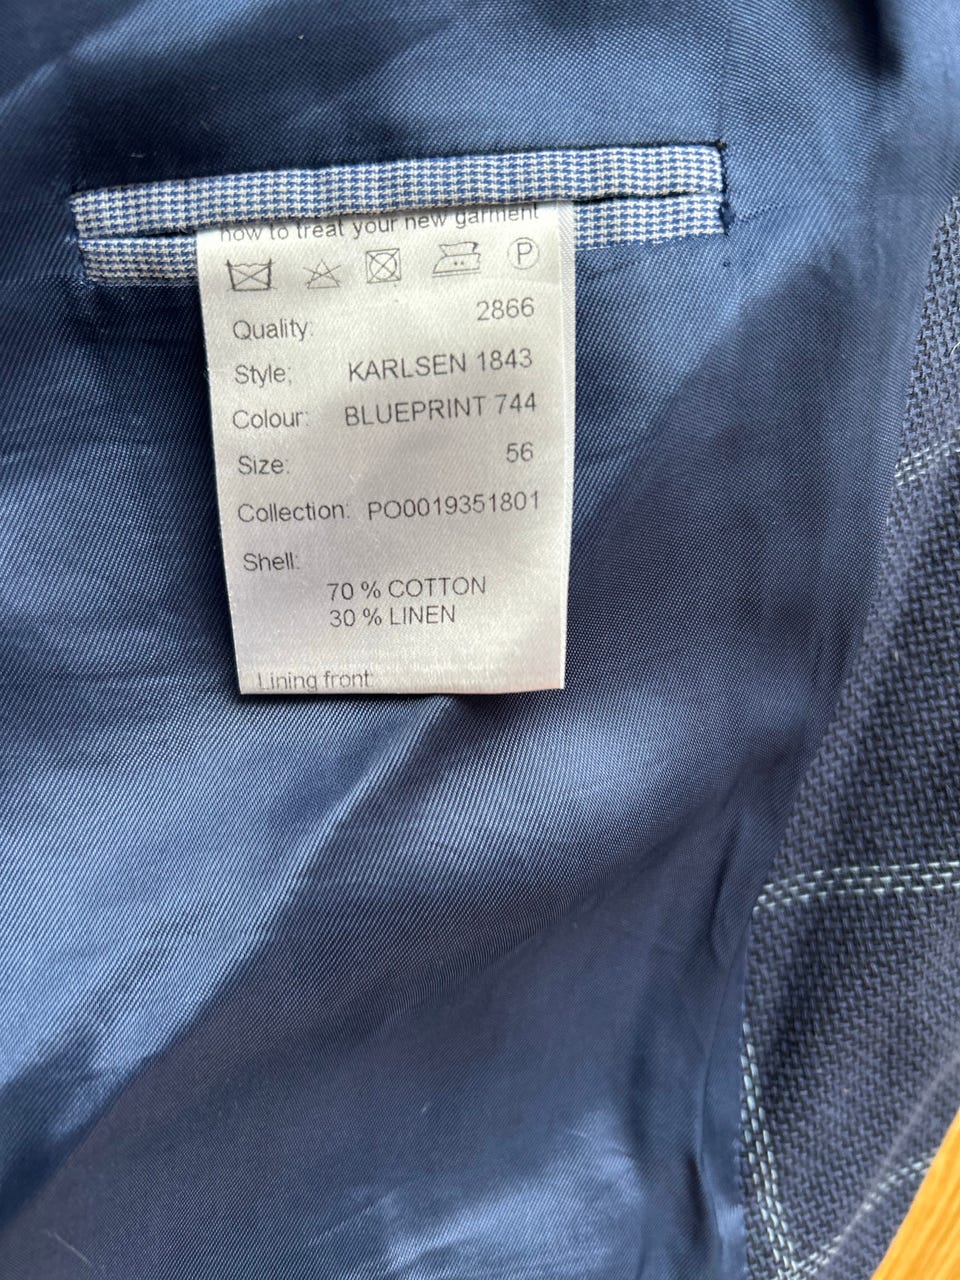 how to treat your new garment
P
Quality: 2866
Style; KARLSEN 1843
Colour: BLUEPRINT 744
Size: 56
Collection: PO0019351801
Shell:
70 % COTTON
30 % LINEN
Lining front: